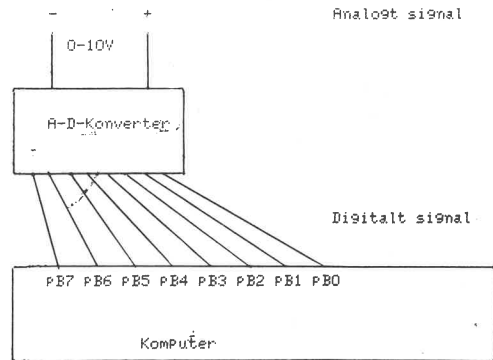 - + Analogt signal
0-10V
A-D-Konverter
Digitalt signal
PB7 PB6 PB5 PB4 PB3 PB2 PB1 PB0
Komputer